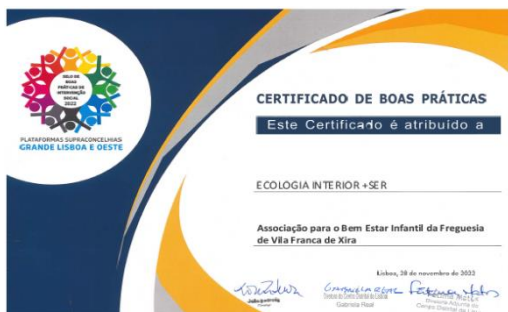 SELO DE
BOAS
PRÁTICAS DE
INTERVENÇÃO
SOCIAL
2022
PLATAFORMAS SUPRACONCELHIAS
GRANDE LISBOA E OESTE
CERTIFICADO DE BOAS PRÁTICAS
Este Certificado é atribuído a
ECOLOGIA INTERIOR +SER
Associação para o Bem Estar Infantil da Freguesia
de Vila Franca de Xira
Lisboa, 28 de novembro de 2022
Gabriela Real